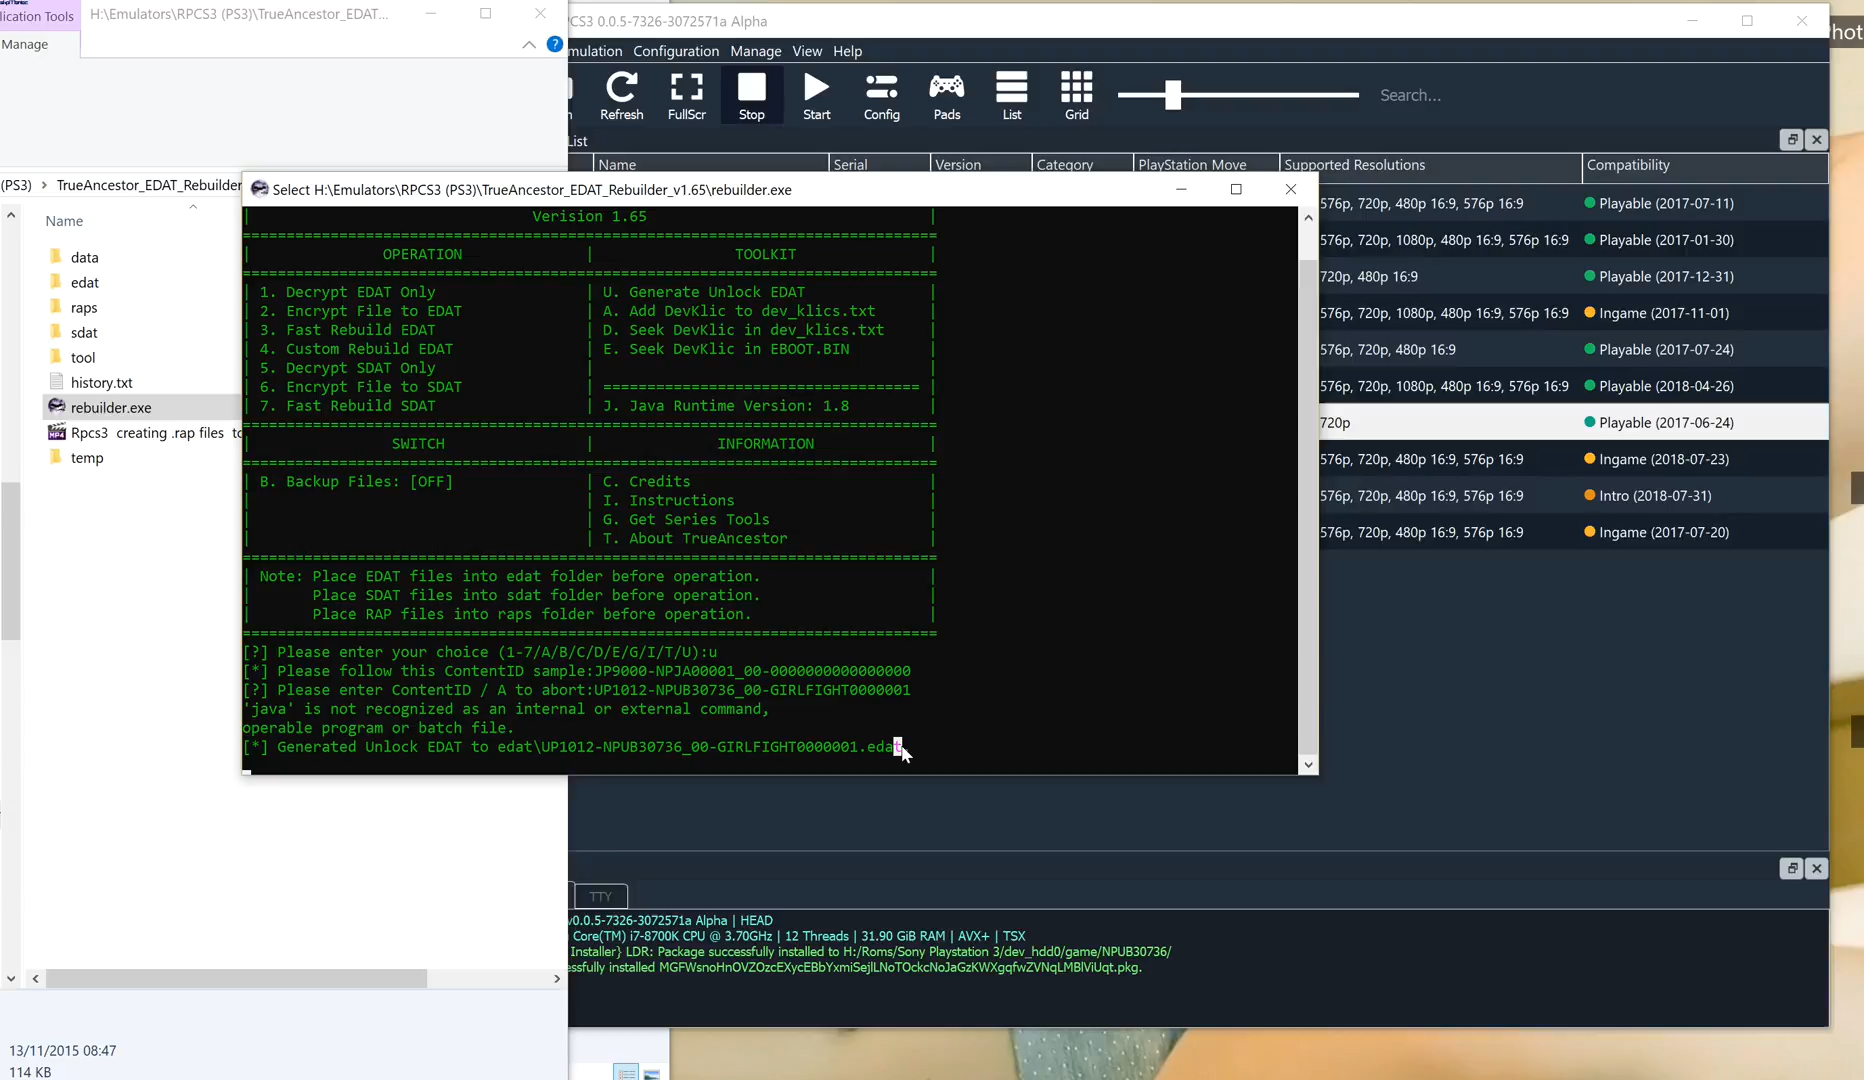 lication Tools
H:\Emulators\RPCS3 (PS3)\TrueAncestor_EDAT...
Manage
?
CS3 0.0.5-7326-3072571a Alpha
mulation Configuration Manage View Help
Refresh FullScr Stop Start Config Pads List Grid
Search...
hot
List
Name Serial Version Category PlayStation Move Supported Resolutions Compatibility
(PS3) > TrueAncestor_EDAT_Rebuilder
Name
data
edat
raps
sdat
tool
history.txt
rebuilder.exe
Rpcs3 creating .rap files to
temp
Select H:\Emulators\RPCS3 (PS3)\TrueAncestor_EDAT_Rebuilder_v1.65\rebuilder.exe
| Verision 1.65 |
===============================================================================
| OPERATION | TOOLKIT |
===============================================================================
| 1. Decrypt EDAT Only | U. Generate Unlock EDAT |
| 2. Encrypt File to EDAT | A. Add DevKlic to dev_klics.txt |
| 3. Fast Rebuild EDAT | D. Seek DevKlic in dev_klics.txt |
| 4. Custom Rebuild EDAT | E. Seek DevKlic in EBOOT.BIN |
| 5. Decrypt SDAT Only | |
| 6. Encrypt File to SDAT | ==================================== |
| 7. Fast Rebuild SDAT | J. Java Runtime Version: 1.8 |
===============================================================================
| SWITCH | INFORMATION |
===============================================================================
| B. Backup Files: [OFF] | C. Credits |
| | I. Instructions |
| | G. Get Series Tools |
| | T. About TrueAncestor |
===============================================================================
| Note: Place EDAT files into edat folder before operation. |
| Place SDAT files into sdat folder before operation. |
| Place RAP files into raps folder before operation. |
===============================================================================
[?] Please enter your choice (1-7/A/B/C/D/E/G/I/T/U):u
[*] Please follow this ContentID sample:JP9000-NPJA00001_00-0000000000000000
[?] Please enter ContentID / A to abort:UP1012-NPUB30736_00-GIRLFIGHT0000001
'java' is not recognized as an internal or external command,
operable program or batch file.
[*] Generated Unlock EDAT to edat\UP1012-NPUB30736_00-GIRLFIGHT0000001.edat
576p, 720p, 480p 16:9, 576p 16:9 Playable (2017-07-11)
576p, 720p, 1080p, 480p 16:9, 576p 16:9 Playable (2017-01-30)
720p, 480p 16:9 Playable (2017-12-31)
576p, 720p, 1080p, 480p 16:9, 576p 16:9 Ingame (2017-11-01)
576p, 720p, 480p 16:9 Playable (2017-07-24)
576p, 720p, 1080p, 480p 16:9, 576p 16:9 Playable (2018-04-26)
720p Playable (2017-06-24)
576p, 720p, 480p 16:9, 576p 16:9 Ingame (2018-07-23)
576p, 720p, 480p 16:9, 576p 16:9 Intro (2018-07-31)
576p, 720p, 480p 16:9, 576p 16:9 Ingame (2017-07-20)
TTY
v0.0.5-7326-3072571a Alpha | HEAD
Core(TM) i7-8700K CPU @ 3.70GHz | 12 Threads | 31.90 GiB RAM | AVX+ | TSX
Installer} LDR: Package successfully installed to H:/Roms/Sony Playstation 3/dev_hdd0/game/NPUB30736/
essfully installed MGFWsnoHnOVZOzcEXycEBbYxmiSejlLNoTOckcNoJaGzKWXgqfwZVNqLMBlViUqt.pkg.
13/11/2015 08:47
114 KB